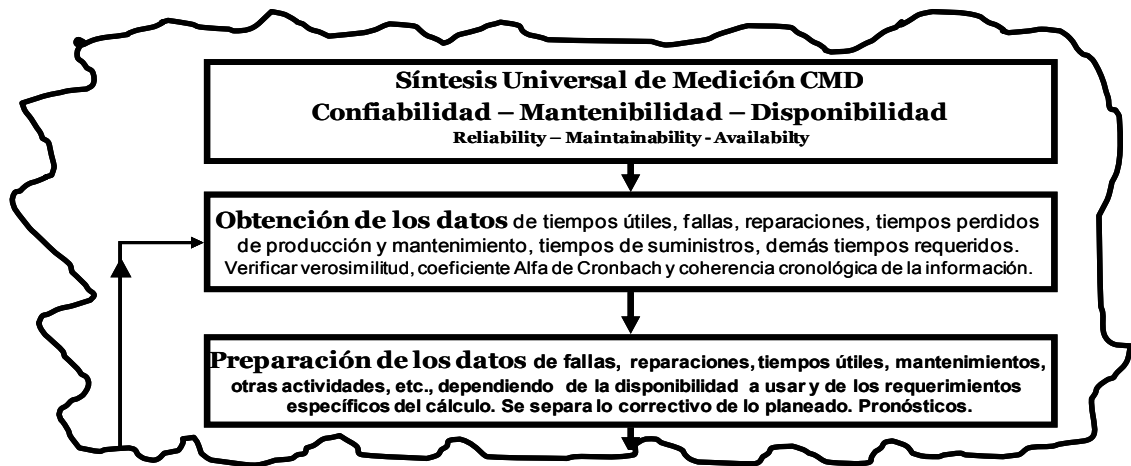 Síntesis Universal de Medición CMD
Confiabilidad – Mantenibilidad – Disponibilidad
Reliability – Maintainability - Availabilty
Obtención de los datos de tiempos útiles, fallas, reparaciones, tiempos perdidos
de producción y mantenimiento, tiempos de suministros, demás tiempos requeridos.
Verificar verosimilitud, coeficiente Alfa de Cronbach y coherencia cronológica de la información.
Preparación de los datos de fallas, reparaciones, tiempos útiles, mantenimientos,
otras actividades, etc., dependiendo de la disponibilidad a usar y de los requerimientos
específicos del cálculo. Se separa lo correctivo de lo planeado. Pronósticos.